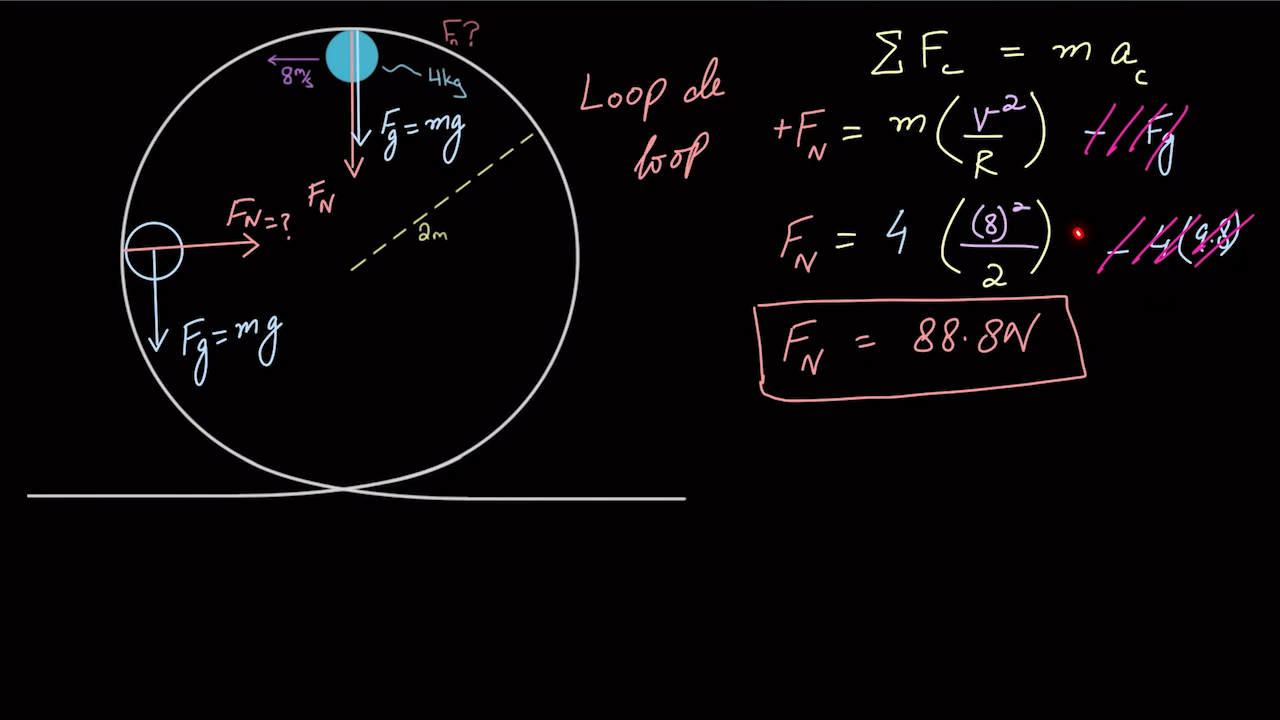 Fn?
8 m/s
4kg
Fg = mg
FN
FN = ?
2m
Fg = mg
Loop de
loop
ΣFc = m ac
+FN = m(V²/R) - Fg
FN = 4 ((8)²/2) - 4(9.8)
FN = 88.8N